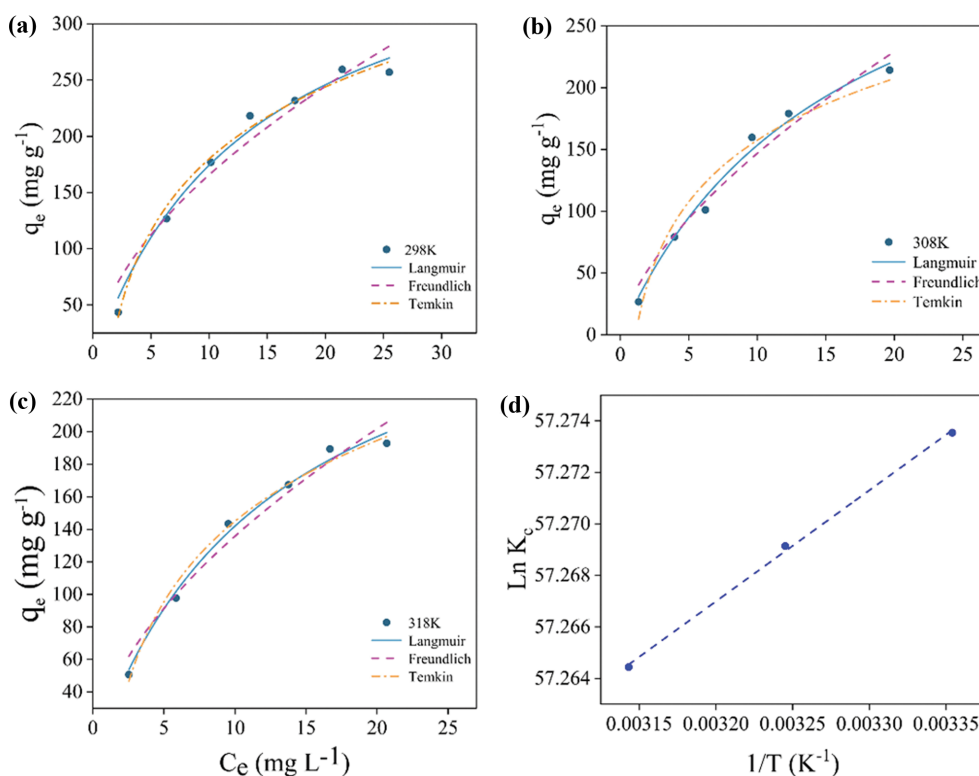 (a)
300
250
200
150
100
50
0
5
10
15
20
25
30
qe (mg g-1)
298K
Langmuir
Freundlich
Temkin
(b)
250
200
150
100
50
0
0
5
10
15
20
25
qe (mg g-1)
308K
Langmuir
Freundlich
Temkin
(c)
220
200
180
160
140
120
100
80
60
40
0
5
10
15
20
25
qe (mg g-1)
Ce (mg L-1)
318K
Langmuir
Freundlich
Temkin
(d)
57.274
57.272
57.270
57.268
57.266
57.264
0.00315
0.00320
0.00325
0.00330
0.00335
Ln Kc
1/T (K-1)